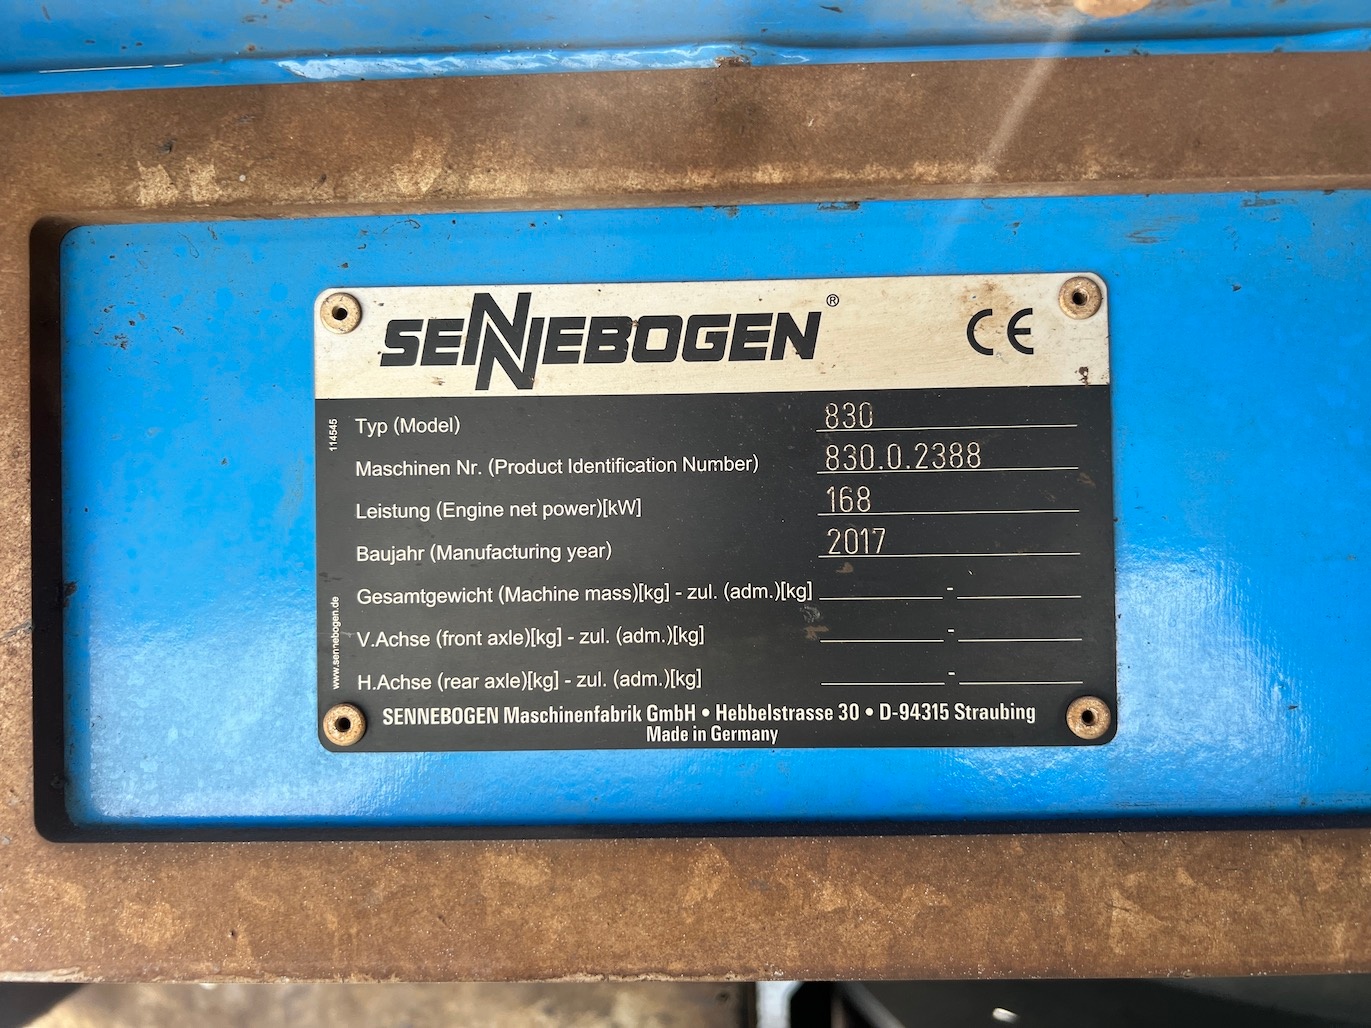 SENNEBOGEN ® CE
114545
Typ (Model) 830
Maschinen Nr. (Product Identification Number) 830.0.2388
Leistung (Engine net power)[kW] 168
Baujahr (Manufacturing year) 2017
Gesamtgewicht (Machine mass)[kg] - zul. (adm.)[kg] -
V.Achse (front axle)[kg] - zul. (adm.)[kg] -
H.Achse (rear axle)[kg] - zul. (adm.)[kg] -
www.sennebogen.de
SENNEBOGEN Maschinenfabrik GmbH • Hebbelstrasse 30 • D-94315 Straubing
Made in Germany